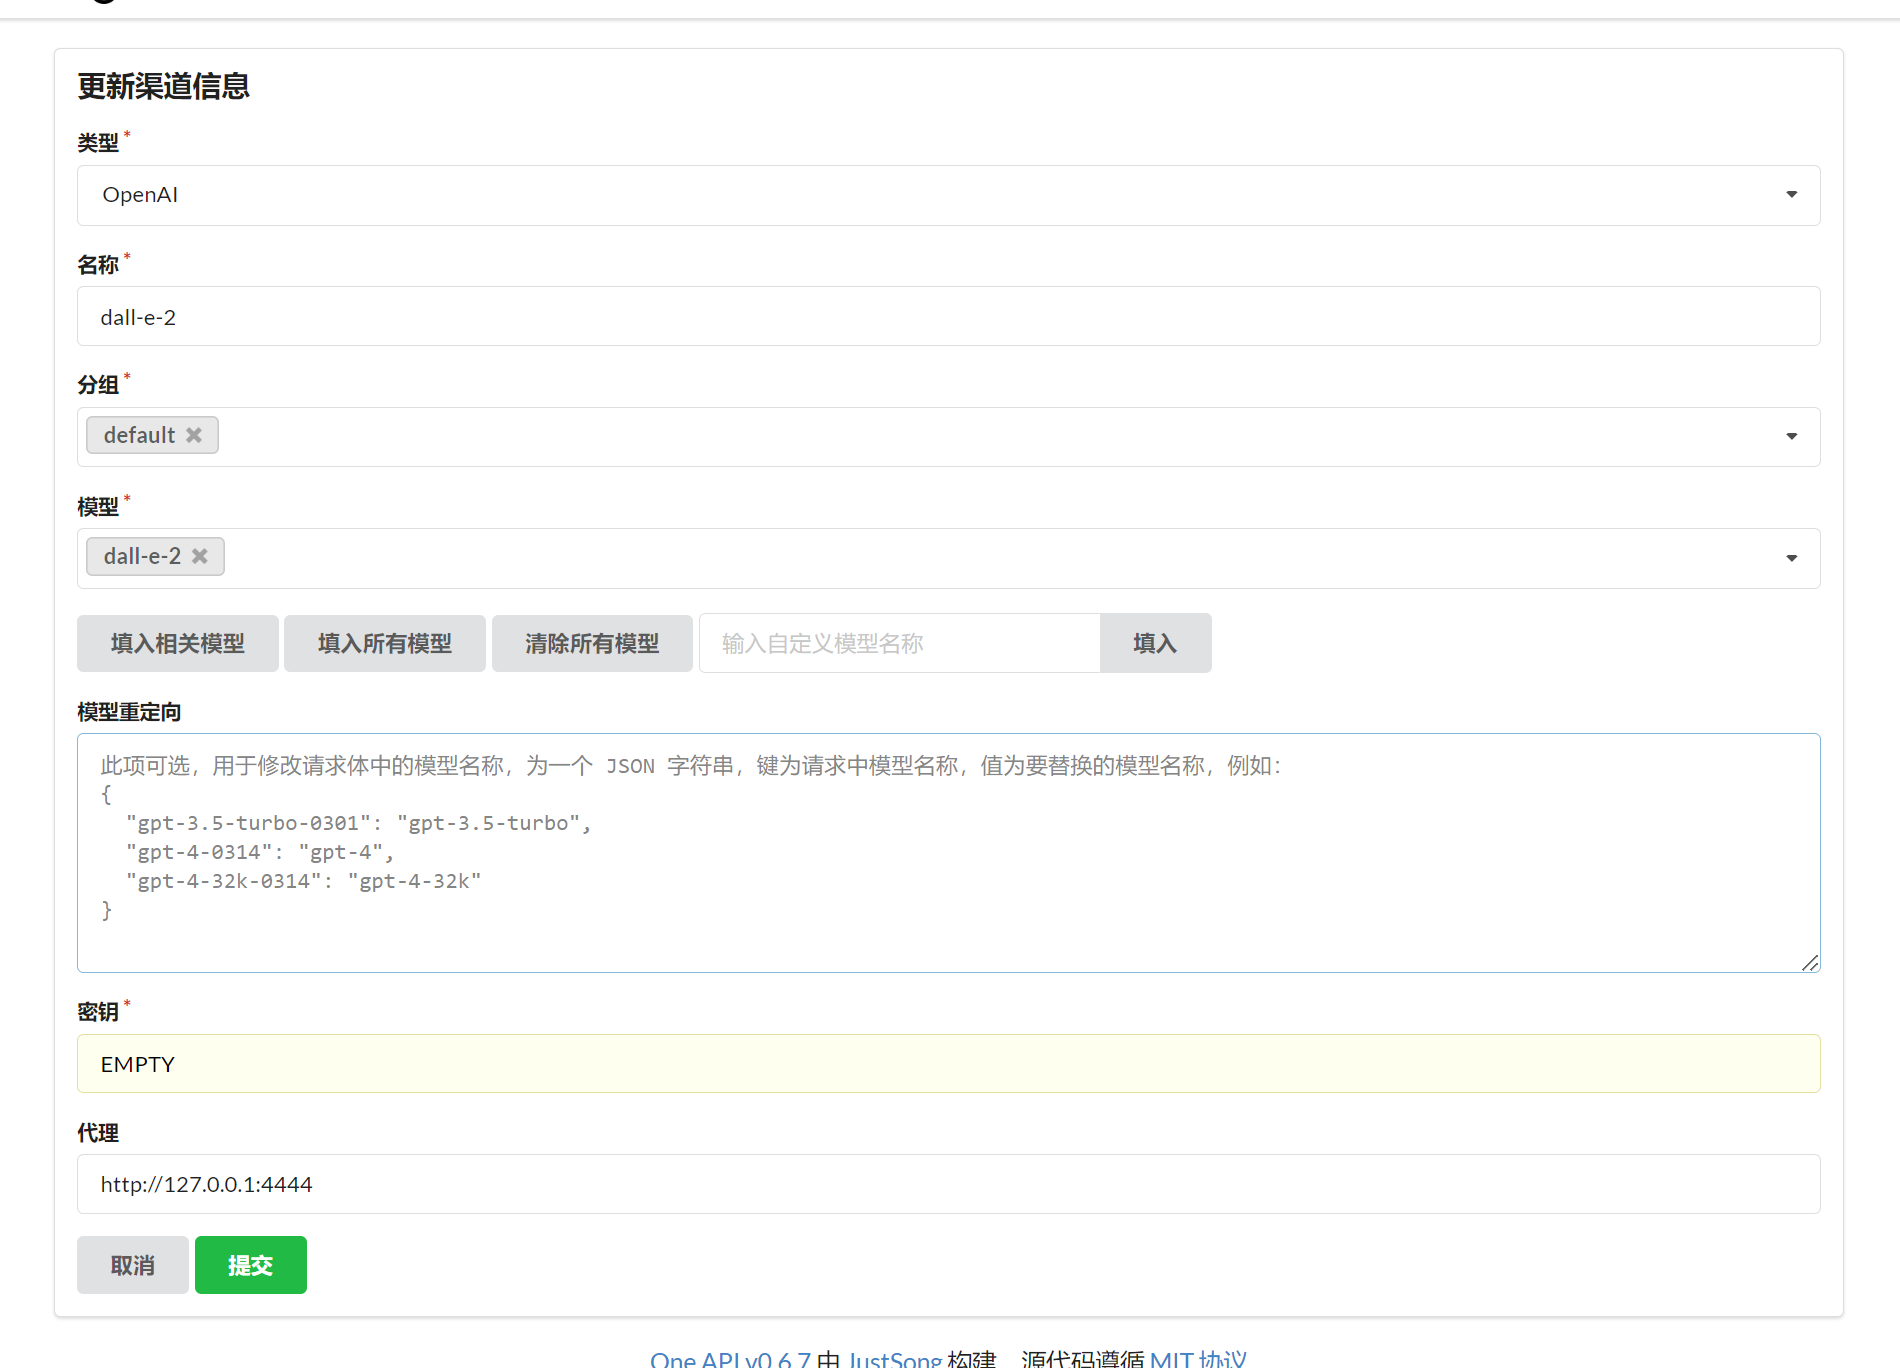 更新渠道信息
类型*
OpenAI
名称*
dall-e-2
分组*
default
模型*
dall-e-2
填入相关模型 填入所有模型 清除所有模型 输入自定义模型名称 填入
模型重定向
此项可选，用于修改请求体中的模型名称，为一个 JSON 字符串，键为请求中模型名称，值为要替换的模型名称，例如：
{
"gpt-3.5-turbo-0301": "gpt-3.5-turbo",
"gpt-4-0314": "gpt-4",
"gpt-4-32k-0314": "gpt-4-32k"
}
密钥*
EMPTY
代理
http://127.0.0.1:4444
取消 提交
One API v0.6.7 由 JustSong 构建，源代码遵循 MIT 协议